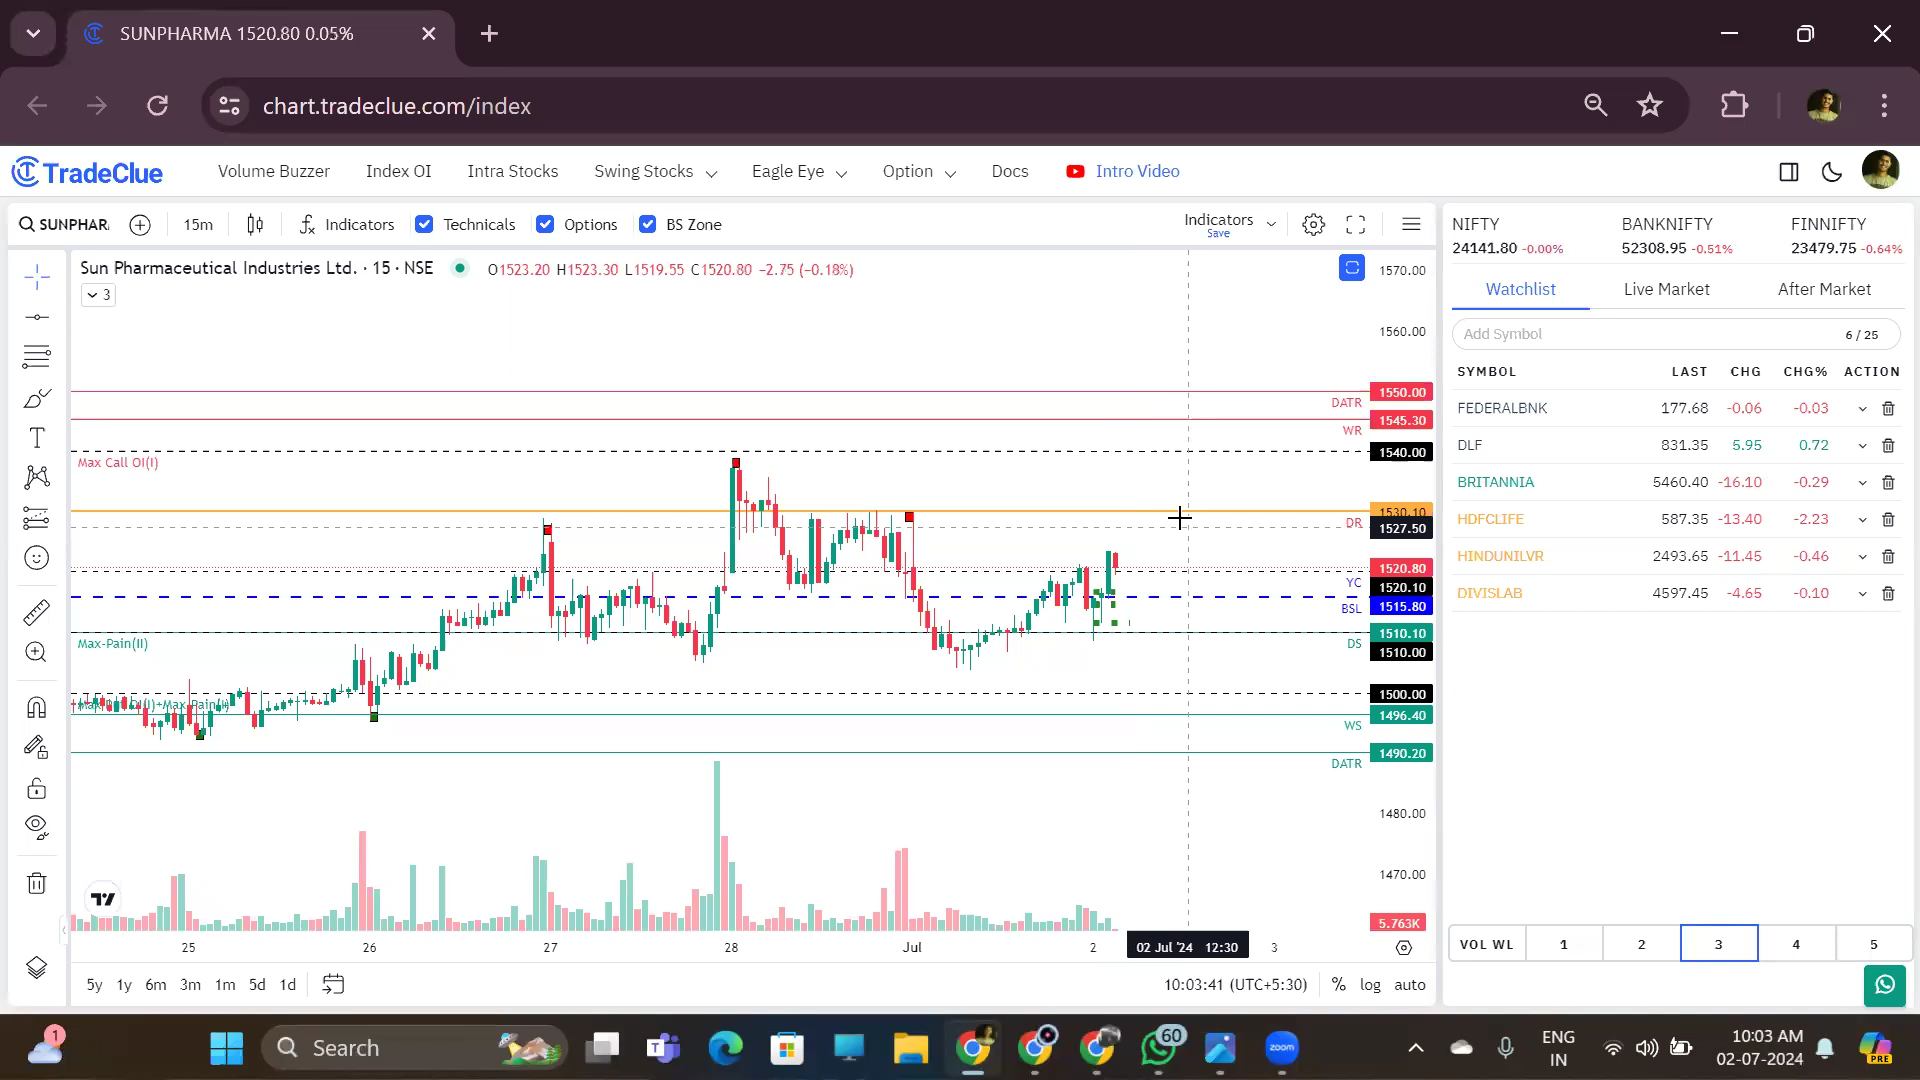 SUNPHARMA 1520.80 0.05%
chart.tradeclue.com/index
TradeClue
Volume Buzzer Index OI Intra Stocks Swing Stocks Eagle Eye Option Docs Intro Video
SUNPHAR 15m Indicators Technicals Options BS Zone Indicators
Save
Sun Pharmaceutical Industries Ltd. · 15 · NSE O1523.20 H1523.30 L1519.55 C1520.80 −2.75 (−0.18%)
3
1570.00
1560.00
1550.00
DATR
1545.30
WR
1540.00
Max Call OI(I)
1530.10
DR
1527.50
1520.80
YC
1520.10
1515.80
BSL
1510.10
Max-Pain(II)
DS
1510.00
1500.00
1496.40
WS
1490.20
DATR
1480.00
1470.00
5.763K
25 26 27 28 Jul 2 02 Jul '24 12:30 3
5y 1y 6m 3m 1m 5d 1d 10:03:41 (UTC+5:30) % log auto
NIFTY BANKNIFTY FINNIFTY
24141.80 -0.00% 52308.95 -0.51% 23479.75 -0.64%
Watchlist Live Market After Market
Add Symbol 6 / 25
SYMBOL LAST CHG CHG% ACTION
FEDERALBNK 177.68 -0.06 -0.03
DLF 831.35 5.95 0.72
BRITANNIA 5460.40 -16.10 -0.29
HDFCLIFE 587.35 -13.40 -2.23
HINDUNILVR 2493.65 -11.45 -0.46
DIVISLAB 4597.45 -4.65 -0.10
VOL WL 1 2 3 4 5
1 Search 60 zoom ENG 10:03 AM
IN 02-07-2024 PRE